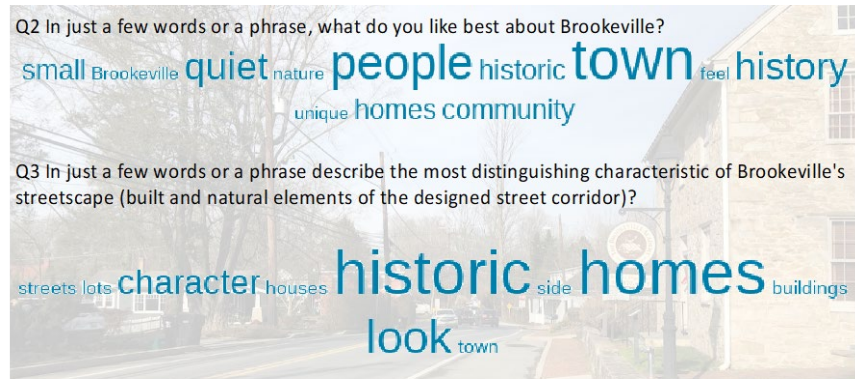 Q2 In just a few words or a phrase, what do you like best about Brookeville?
small Brookeville quiet nature people historic town feel history
unique homes community
Q3 In just a few words or a phrase describe the most distinguishing characteristic of Brookeville's
streetscape (built and natural elements of the designed street corridor)?
streets lots character houses historic side homes buildings
look town